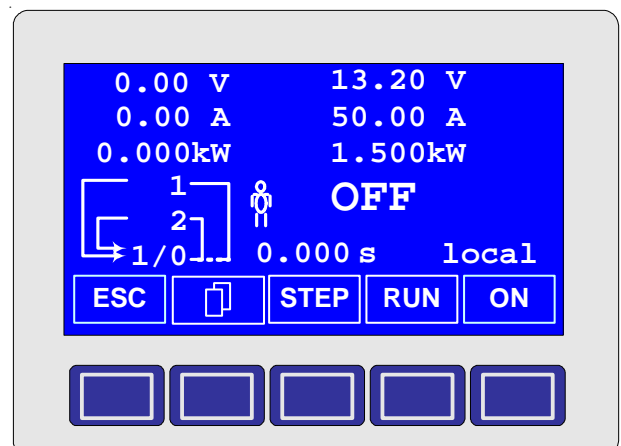 0.00 V 13.20 V
0.00 A 50.00 A
0.000kW 1.500kW
1 OFF
2
1/0--- 0.000 s local
ESC STEP RUN ON